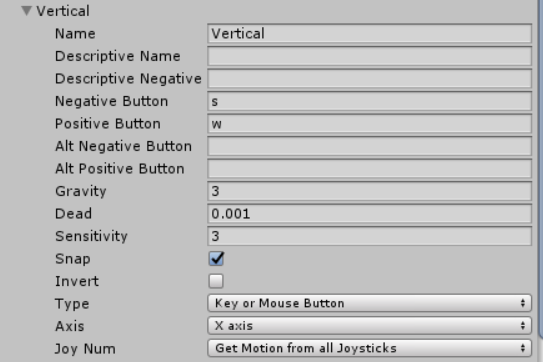 Vertical
Name Vertical
Descriptive Name
Descriptive Negative
Negative Button s
Positive Button w
Alt Negative Button
Alt Positive Button
Gravity 3
Dead 0.001
Sensitivity 3
Snap
Invert
Type Key or Mouse Button
Axis X axis
Joy Num Get Motion from all Joysticks